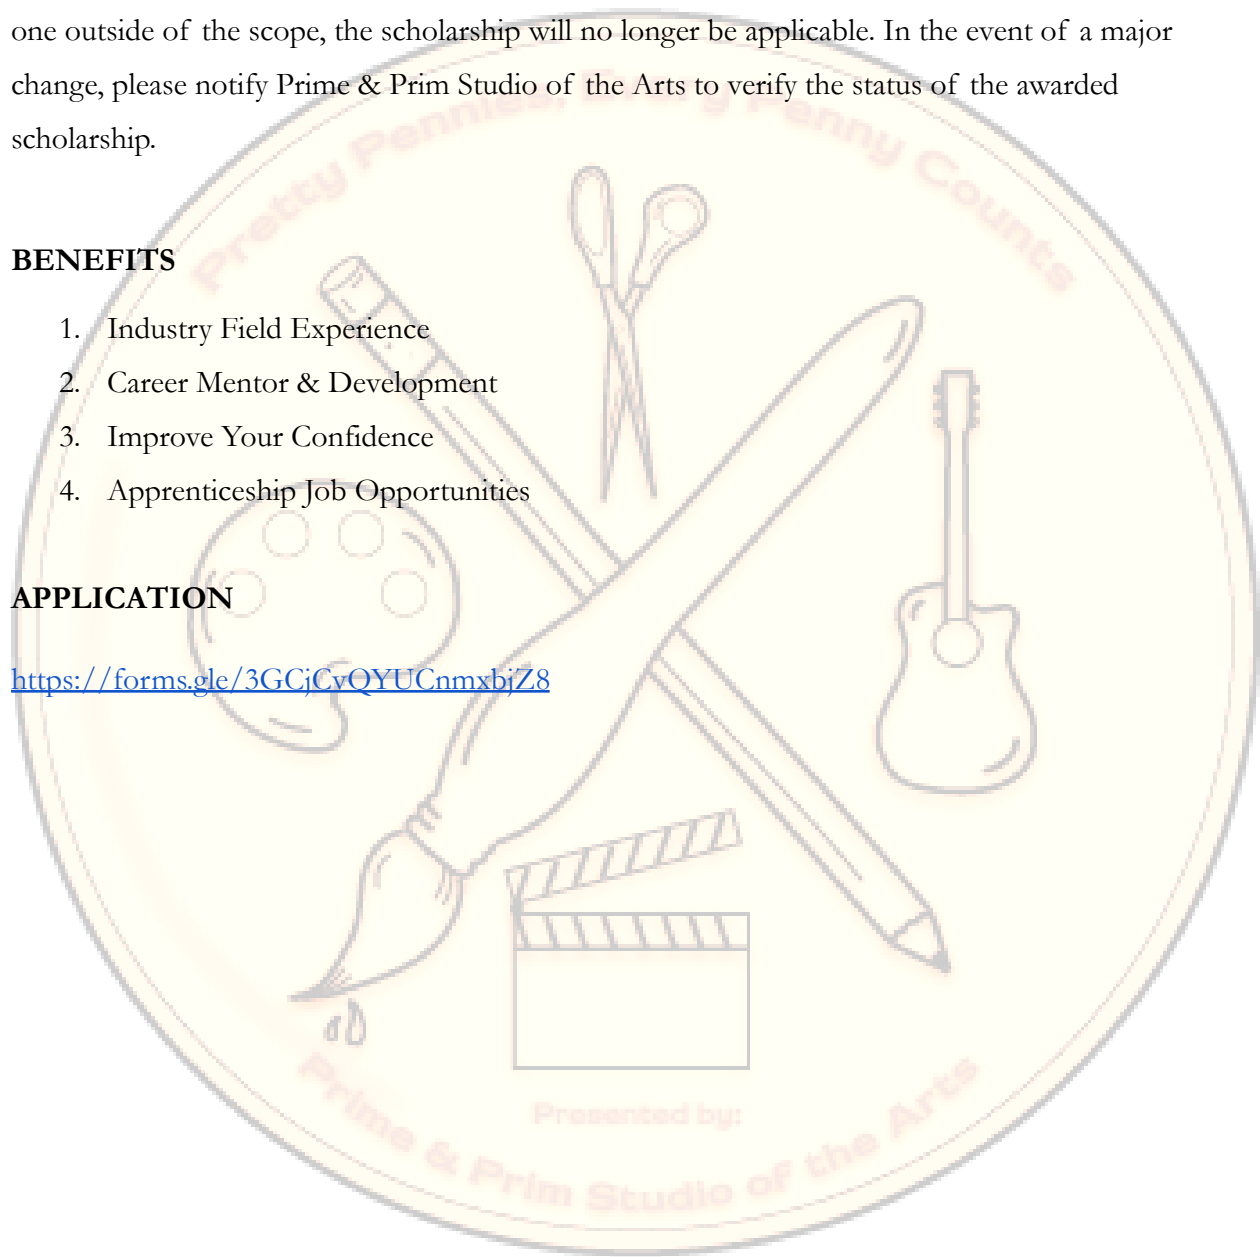 one outside of the scope, the scholarship will no longer be applicable. In the event of a major
change, please notify Prime & Prim Studio of the Arts to verify the status of the awarded
scholarship.
Pretty Pennies, Every Penny Counts
BENEFITS
1. Industry Field Experience
2. Career Mentor & Development
3. Improve Your Confidence
4. Apprenticeship Job Opportunities
APPLICATION
https://forms.gle/3GCjCvQYUCnmxbjZ8
Presented by:
Prime & Prim Studio of the Arts